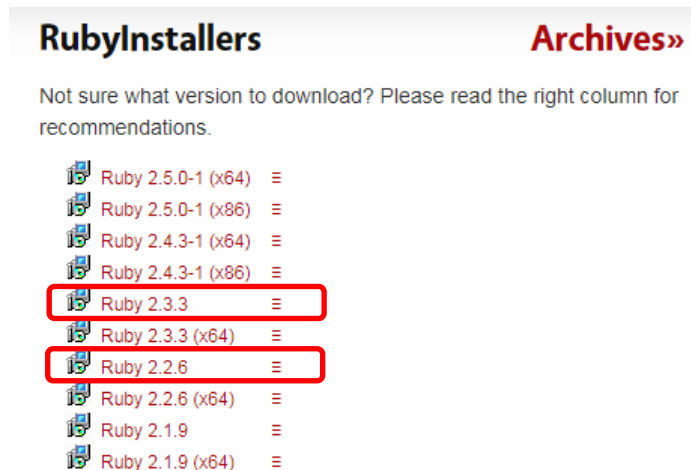 RubyInstallers Archives»
Not sure what version to download? Please read the right column for
recommendations.
Ruby 2.5.0-1 (x64) ≡
Ruby 2.5.0-1 (x86) ≡
Ruby 2.4.3-1 (x64) ≡
Ruby 2.4.3-1 (x86) ≡
Ruby 2.3.3 ≡
Ruby 2.3.3 (x64) ≡
Ruby 2.2.6 ≡
Ruby 2.2.6 (x64) ≡
Ruby 2.1.9 ≡
Ruby 2.1.9 (x64) ≡